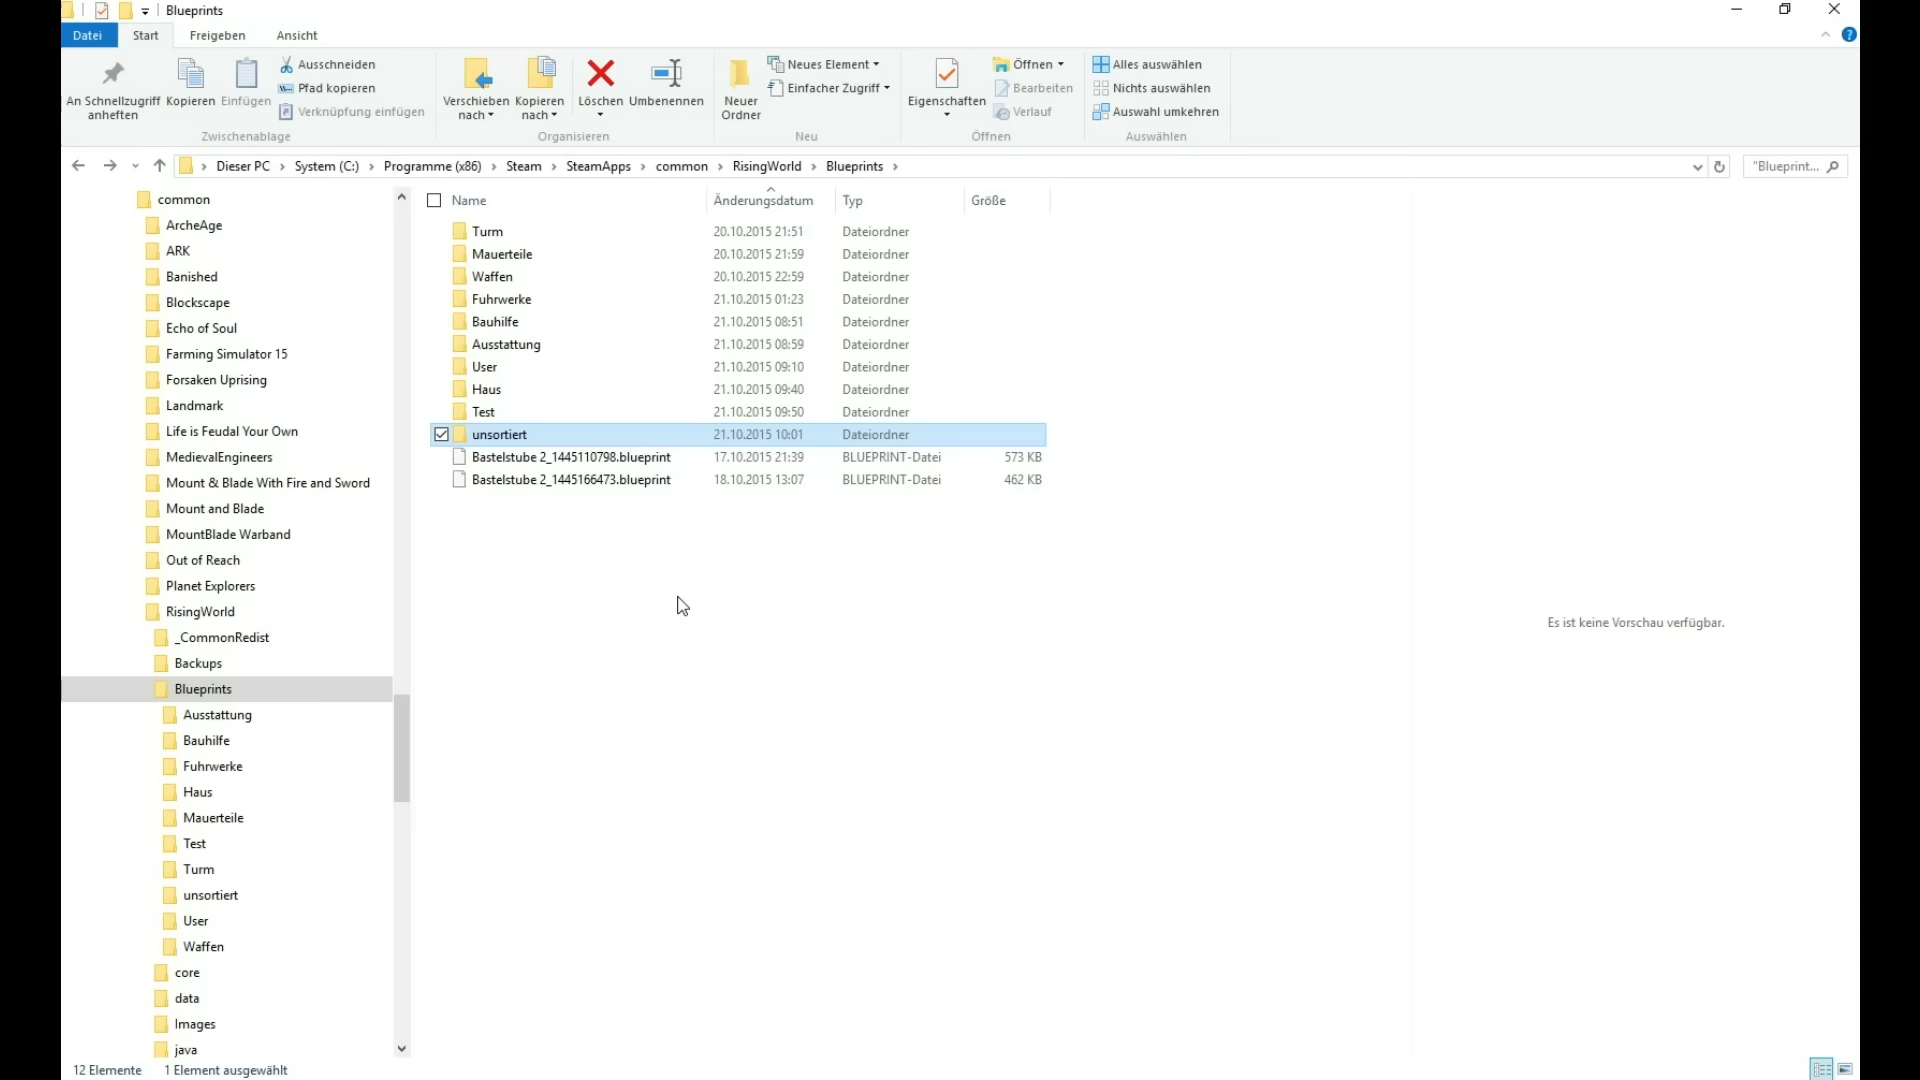 Blueprints
Datei Start Freigeben Ansicht
An Schnellzugriff anheften
Kopieren
Einfügen
Ausschneiden
Pfad kopieren
Verknüpfung einfügen
Zwischenablage
Verschieben nach
Kopieren nach
Löschen
Umbenennen
Organisieren
Neuer Ordner
Neues Element
Einfacher Zugriff
Neu
Eigenschaften
Öffnen
Bearbeiten
Verlauf
Öffnen
Alles auswählen
Nichts auswählen
Auswahl umkehren
Auswählen
Dieser PC › System (C:) › Programme (x86) › Steam › SteamApps › common › RisingWorld › Blueprints ›
"Blueprint...
common
ArcheAge
ARK
Banished
Blockscape
Echo of Soul
Farming Simulator 15
Forsaken Uprising
Landmark
Life is Feudal Your Own
MedievalEngineers
Mount & Blade With Fire and Sword
Mount and Blade
MountBlade Warband
Out of Reach
Planet Explorers
RisingWorld
_CommonRedist
Backups
Blueprints
Ausstattung
Bauhilfe
Fuhrwerke
Haus
Mauerteile
Test
Turm
unsortiert
User
Waffen
core
data
Images
java
Name Änderungsdatum Typ Größe
Turm 20.10.2015 21:51 Dateiordner
Mauerteile 20.10.2015 21:59 Dateiordner
Waffen 20.10.2015 22:59 Dateiordner
Fuhrwerke 21.10.2015 01:23 Dateiordner
Bauhilfe 21.10.2015 08:51 Dateiordner
Ausstattung 21.10.2015 08:59 Dateiordner
User 21.10.2015 09:10 Dateiordner
Haus 21.10.2015 09:40 Dateiordner
Test 21.10.2015 09:50 Dateiordner
unsortiert 21.10.2015 10:01 Dateiordner
Bastelstube 2_1445110798.blueprint 17.10.2015 21:39 BLUEPRINT-Datei 573 KB
Bastelstube 2_1445166473.blueprint 18.10.2015 13:07 BLUEPRINT-Datei 462 KB
Es ist keine Vorschau verfügbar.
12 Elemente 1 Element ausgewählt